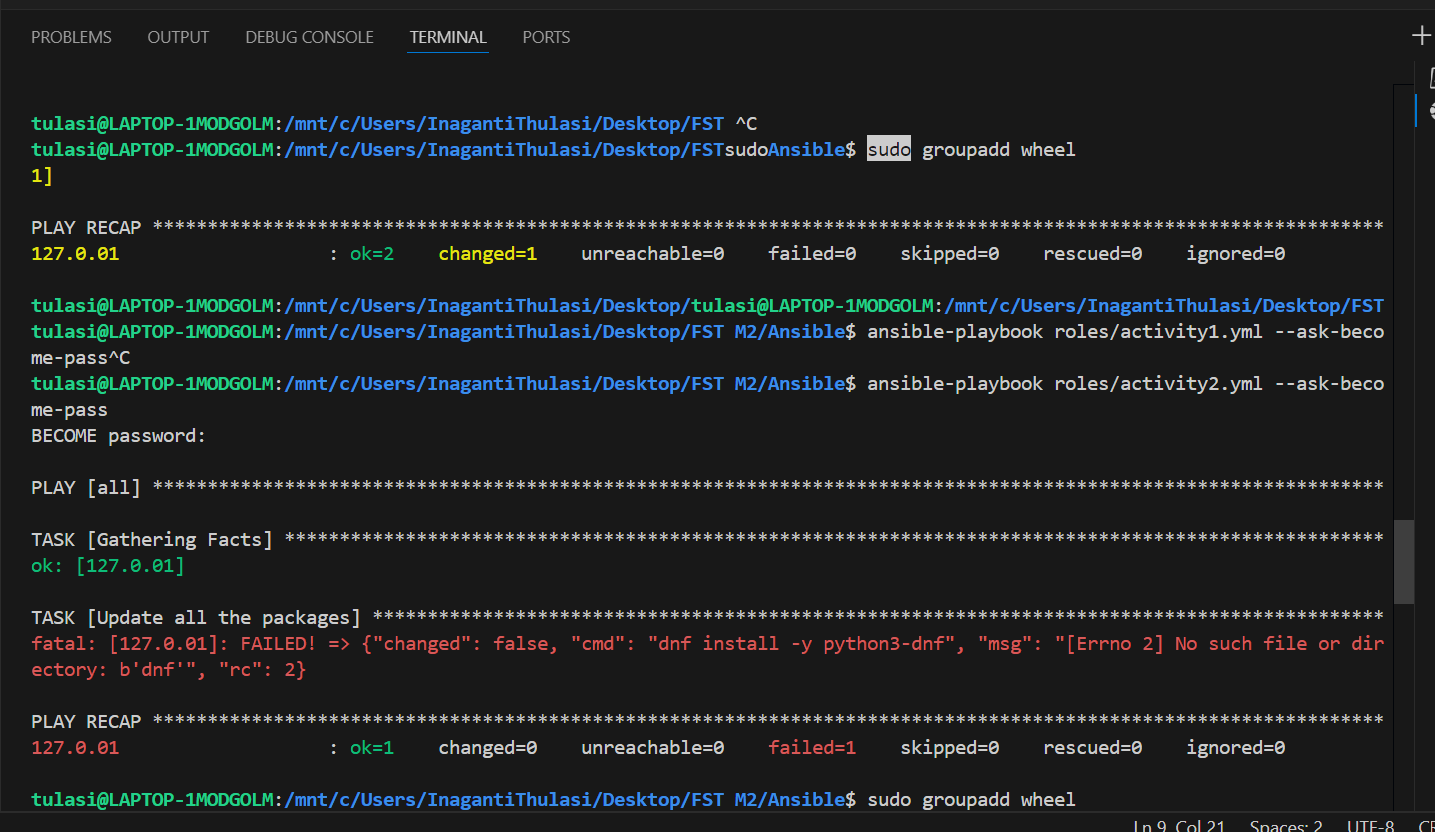 PROBLEMS OUTPUT DEBUG CONSOLE TERMINAL PORTS
tulasi@LAPTOP-1MODGOLM:/mnt/c/Users/InagantiThulasi/Desktop/FST ^C
tulasi@LAPTOP-1MODGOLM:/mnt/c/Users/InagantiThulasi/Desktop/FSTsudoAnsible$ sudo groupadd wheel
1]
PLAY RECAP ****************************************************************************************************************
127.0.01 : ok=2 changed=1 unreachable=0 failed=0 skipped=0 rescued=0 ignored=0
tulasi@LAPTOP-1MODGOLM:/mnt/c/Users/InagantiThulasi/Desktop/tulasi@LAPTOP-1MODGOLM:/mnt/c/Users/InagantiThulasi/Desktop/FST
tulasi@LAPTOP-1MODGOLM:/mnt/c/Users/InagantiThulasi/Desktop/FST M2/Ansible$ ansible-playbook roles/activity1.yml --ask-beco
me-pass^C
tulasi@LAPTOP-1MODGOLM:/mnt/c/Users/InagantiThulasi/Desktop/FST M2/Ansible$ ansible-playbook roles/activity2.yml --ask-beco
me-pass
BECOME password:
PLAY [all] ****************************************************************************************************************
TASK [Gathering Facts] ****************************************************************************************************
ok: [127.0.01]
TASK [Update all the packages] ********************************************************************************************
fatal: [127.0.01]: FAILED! => {"changed": false, "cmd": "dnf install -y python3-dnf", "msg": "[Errno 2] No such file or dir
ectory: b'dnf'", "rc": 2}
PLAY RECAP ****************************************************************************************************************
127.0.01 : ok=1 changed=0 unreachable=0 failed=1 skipped=0 rescued=0 ignored=0
tulasi@LAPTOP-1MODGOLM:/mnt/c/Users/InagantiThulasi/Desktop/FST M2/Ansible$ sudo groupadd wheel
Ln 9, Col 21 Spaces: 2 UTF-8